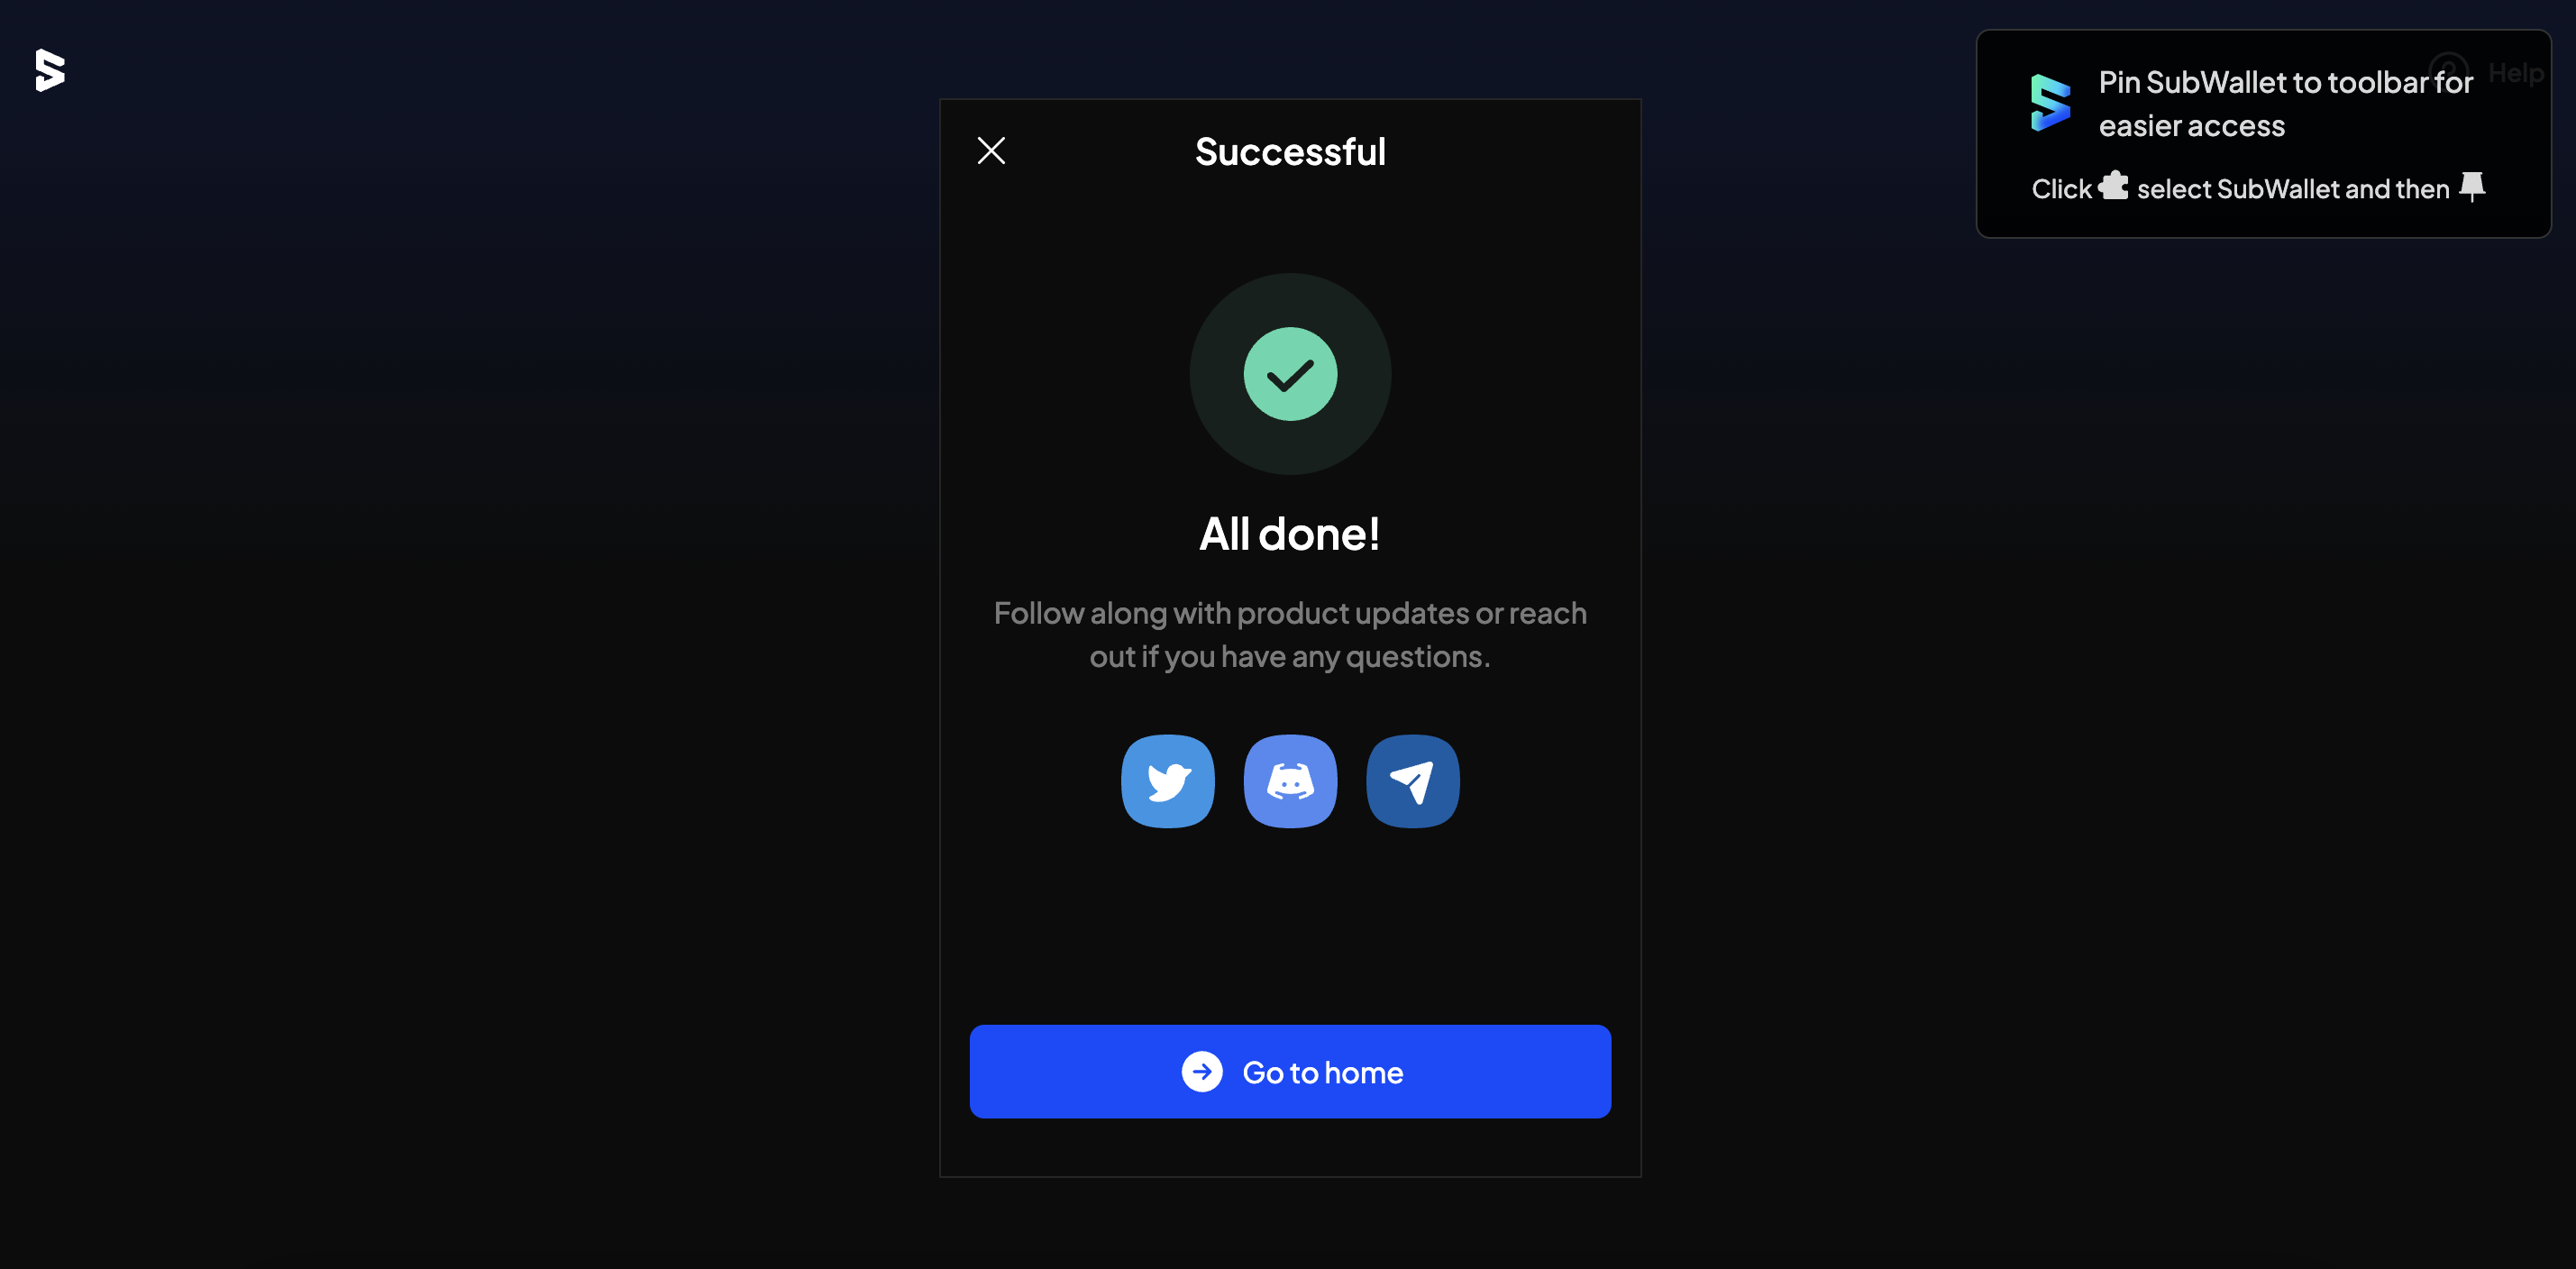 Successful
All done!
Follow along with product updates or reach
out if you have any questions.
Go to home
Pin SubWallet to toolbar for
easier access
Click select SubWallet and then
Help